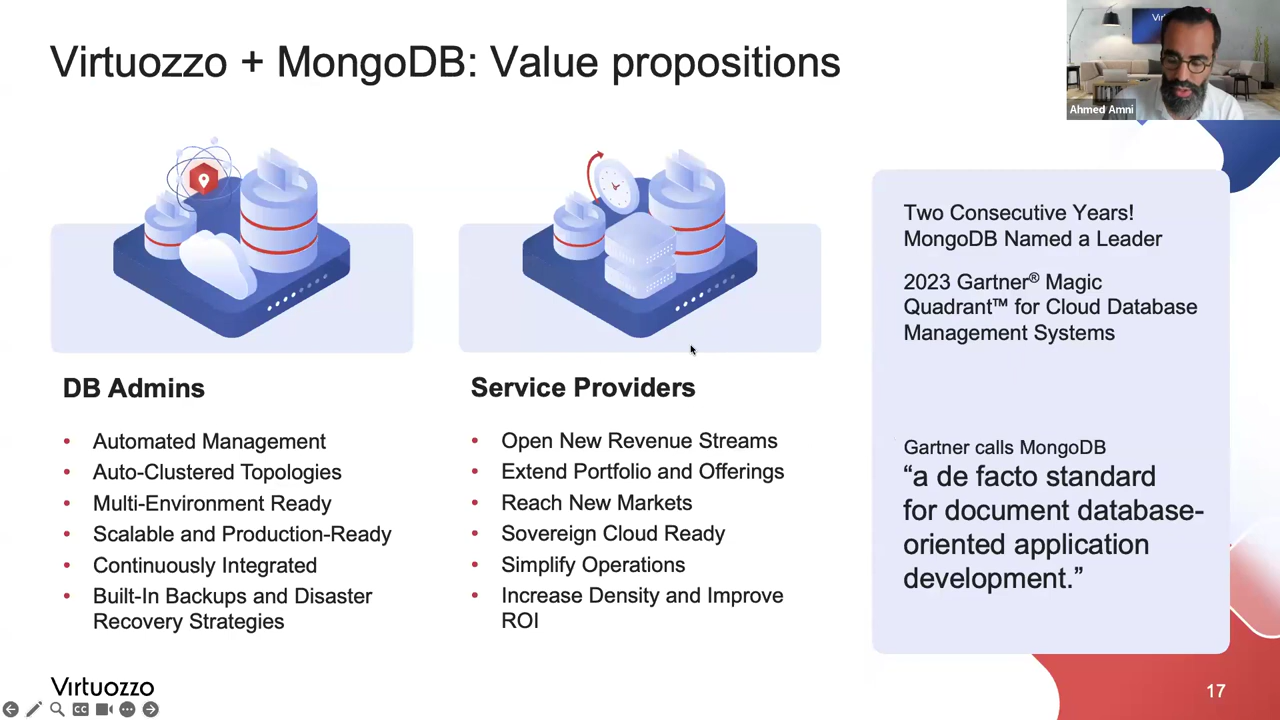 Virtuozzo + MongoDB: Value propositions
Ahmed Amni
DB Admins
• Automated Management
• Auto-Clustered Topologies
• Multi-Environment Ready
• Scalable and Production-Ready
• Continuously Integrated
• Built-In Backups and Disaster
Recovery Strategies
Service Providers
• Open New Revenue Streams
• Extend Portfolio and Offerings
• Reach New Markets
• Sovereign Cloud Ready
• Simplify Operations
• Increase Density and Improve
ROI
Two Consecutive Years!
MongoDB Named a Leader
2023 Gartner® Magic
Quadrant™ for Cloud Database
Management Systems
Gartner calls MongoDB
“a de facto standard
for document database-
oriented application
development.”
Virtuozzo
CC
17